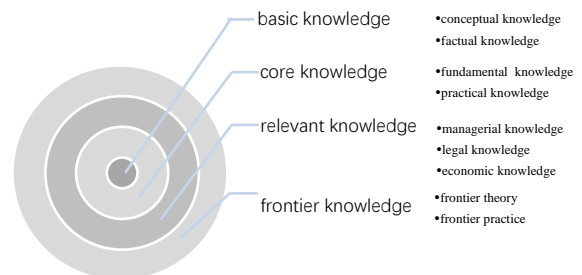 basic knowledge
•conceptual knowledge
•factual knowledge
core knowledge
•fundamental knowledge
•practical knowledge
relevant knowledge
•managerial knowledge
•legal knowledge
•economic knowledge
frontier knowledge
•frontier theory
•frontier practice